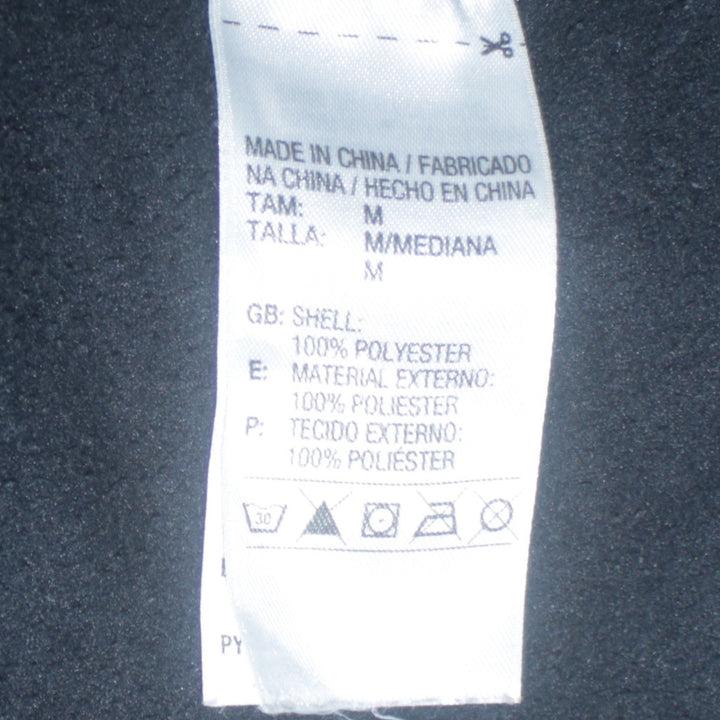 MADE IN CHINA / FABRICADO
NA CHINA / HECHO EN CHINA
TAM: M
TALLA: M/MEDIANA
M
GB: SHELL:
100% POLYESTER
E: MATERIAL EXTERNO:
100% POLIESTER
P: TECIDO EXTERNO:
100% POLIÉSTER
30
PY